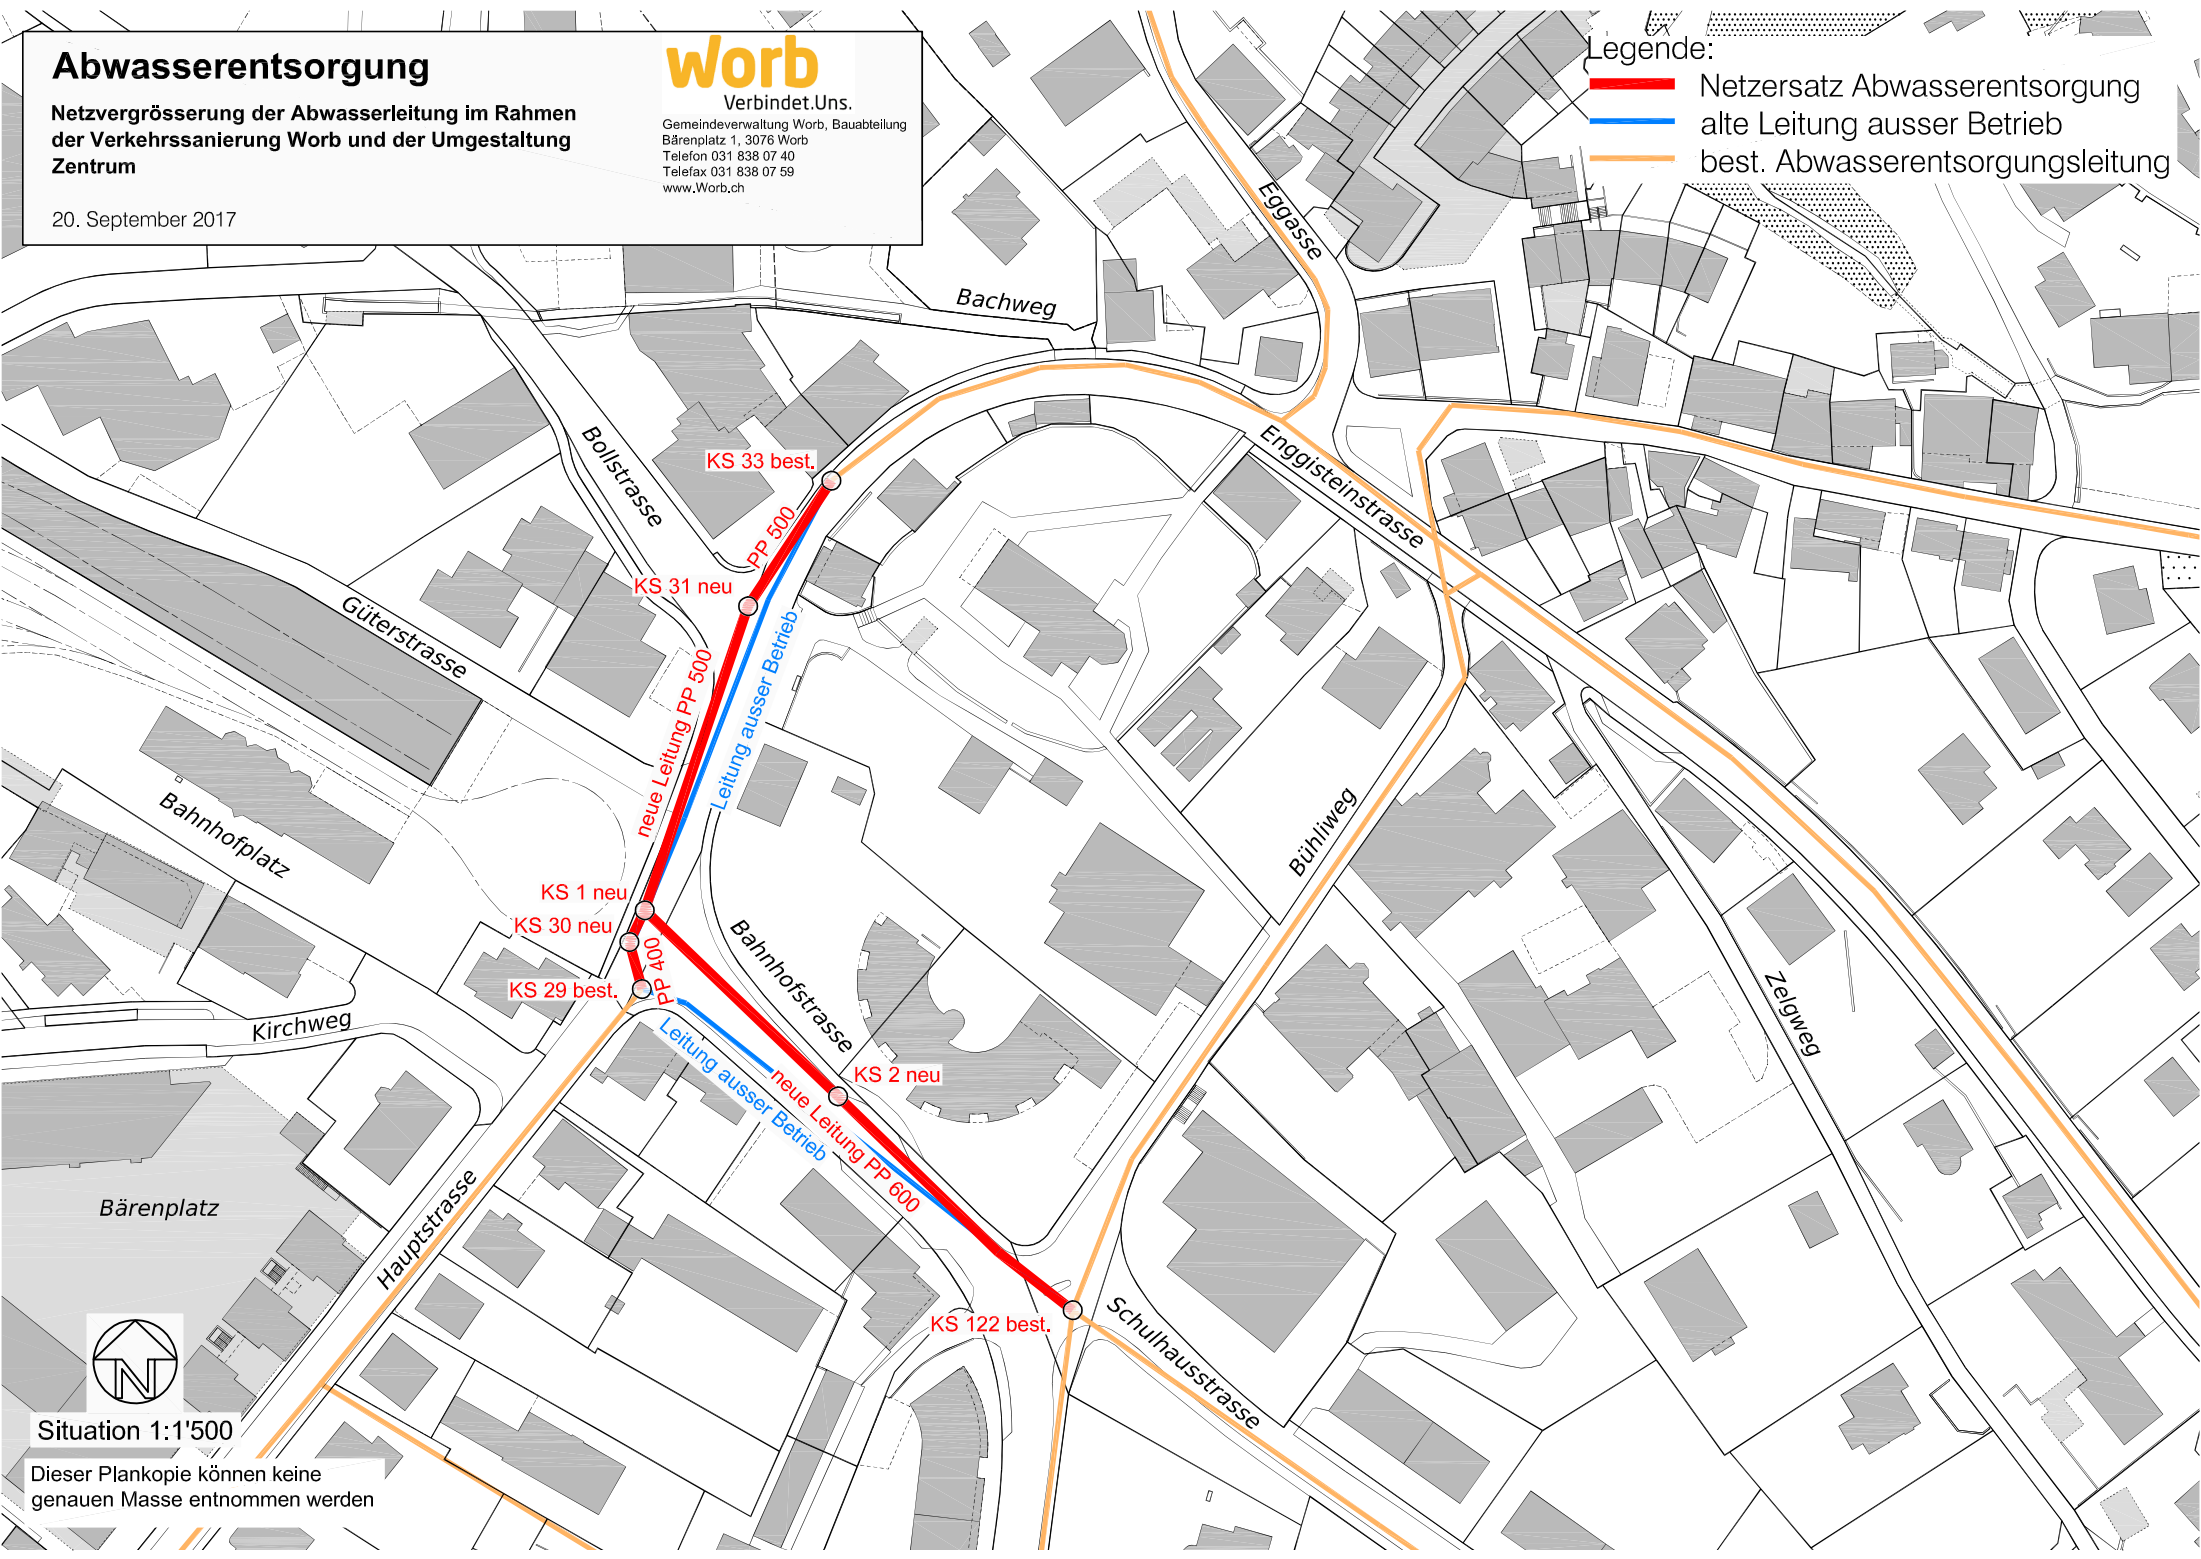 Abwasserentsorgung
Netzvergrösserung der Abwasserleitung im Rahmen
der Verkehrssanierung Worb und der Umgestaltung
Zentrum
20. September 2017
worb
Verbindet.Uns.
Gemeindeverwaltung Worb, Bauabteilung
Bärenplatz 1, 3076 Worb
Telefon 031 838 07 40
Telefax 031 838 07 59
www.Worb.ch
Legende:
Netzersatz Abwasserentsorgung
alte Leitung ausser Betrieb
best. Abwasserentsorgungsleitung
Eggasse
Bachweg
Bollstrasse
KS 33 best.
Enggisteinstrasse
PP 500
KS 31 neu
Güterstrasse
neue Leitung PP 500
Leitung ausser Betrieb
Bahnhofplatz
Bühliweg
KS 1 neu
KS 30 neu
PP 400
KS 29 best.
Bahnhofstrasse
Zelgweg
Kirchweg
Leitung ausser Betrieb
neue Leitung PP 600
KS 2 neu
Bärenplatz
Hauptstrasse
KS 122 best.
Schulhausstrasse
N
Situation 1:1'500
Dieser Plankopie können keine
genauen Masse entnommen werden